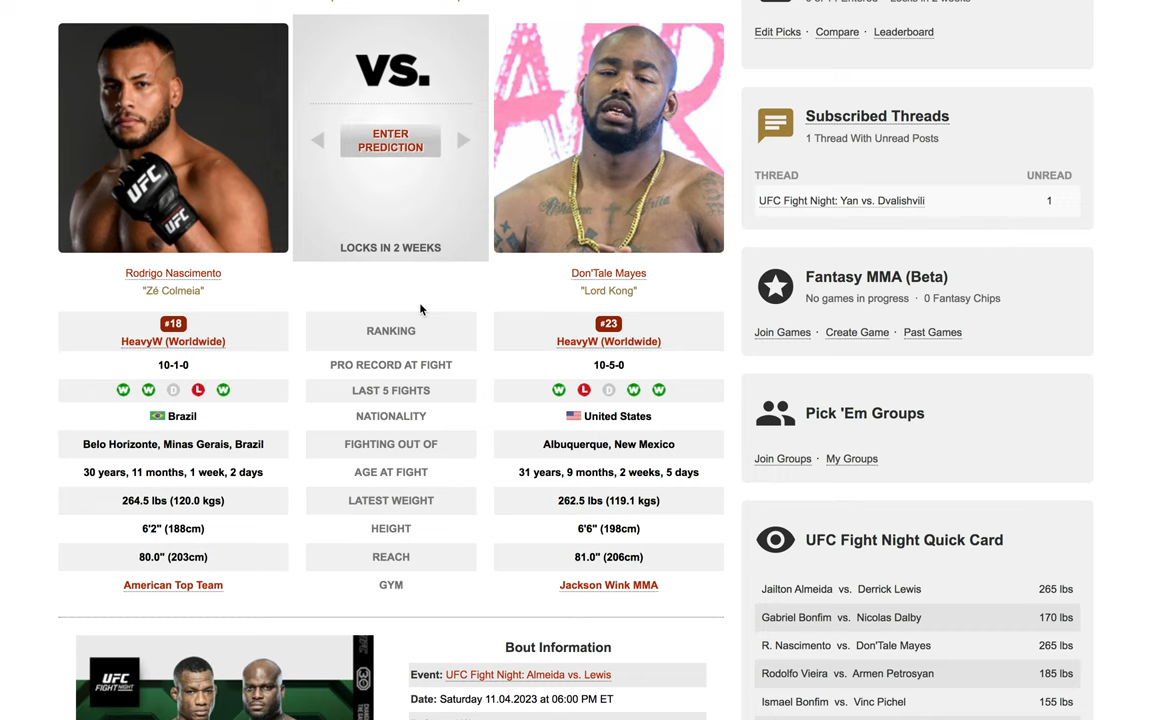 Edit Picks · Compare · Leaderboard
VS.
ENTER
PREDICTION
LOCKS IN 2 WEEKS
UFC
UFC
Rodrigo Nascimento
"Zé Colmeia"
Don'Tale Mayes
"Lord Kong"
#18
HeavyW (Worldwide)
RANKING
#23
HeavyW (Worldwide)
10-1-0 PRO RECORD AT FIGHT 10-5-0
W W D L W LAST 5 FIGHTS W L D W W
Brazil NATIONALITY United States
Belo Horizonte, Minas Gerais, Brazil FIGHTING OUT OF Albuquerque, New Mexico
30 years, 11 months, 1 week, 2 days AGE AT FIGHT 31 years, 9 months, 2 weeks, 5 days
264.5 lbs (120.0 kgs) LATEST WEIGHT 262.5 lbs (119.1 kgs)
6'2" (188cm) HEIGHT 6'6" (198cm)
80.0" (203cm) REACH 81.0" (206cm)
American Top Team GYM Jackson Wink MMA
UFC
FIGHT NIGHT
Bout Information
Event: UFC Fight Night: Almeida vs. Lewis
Date: Saturday 11.04.2023 at 06:00 PM ET
Subscribed Threads
1 Thread With Unread Posts
THREAD UNREAD
UFC Fight Night: Yan vs. Dvalishvili 1
Fantasy MMA (Beta)
No games in progress · 0 Fantasy Chips
Join Games · Create Game · Past Games
Pick 'Em Groups
Join Groups · My Groups
UFC Fight Night Quick Card
Jailton Almeida vs. Derrick Lewis 265 lbs
Gabriel Bonfim vs. Nicolas Dalby 170 lbs
R. Nascimento vs. Don'Tale Mayes 265 lbs
Rodolfo Vieira vs. Armen Petrosyan 185 lbs
Ismael Bonfim vs. Vinc Pichel 155 lbs